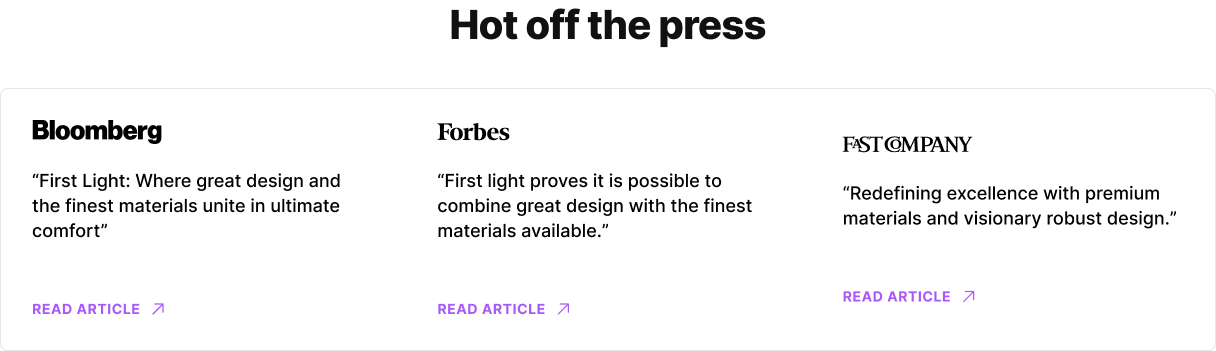 Hot off the press
Bloomberg
“First Light: Where great design and
the finest materials unite in ultimate
comfort”
READ ARTICLE
Forbes
“First light proves it is possible to
combine great design with the finest
materials available.”
READ ARTICLE
FAST COMPANY
“Redefining excellence with premium
materials and visionary robust design.”
READ ARTICLE